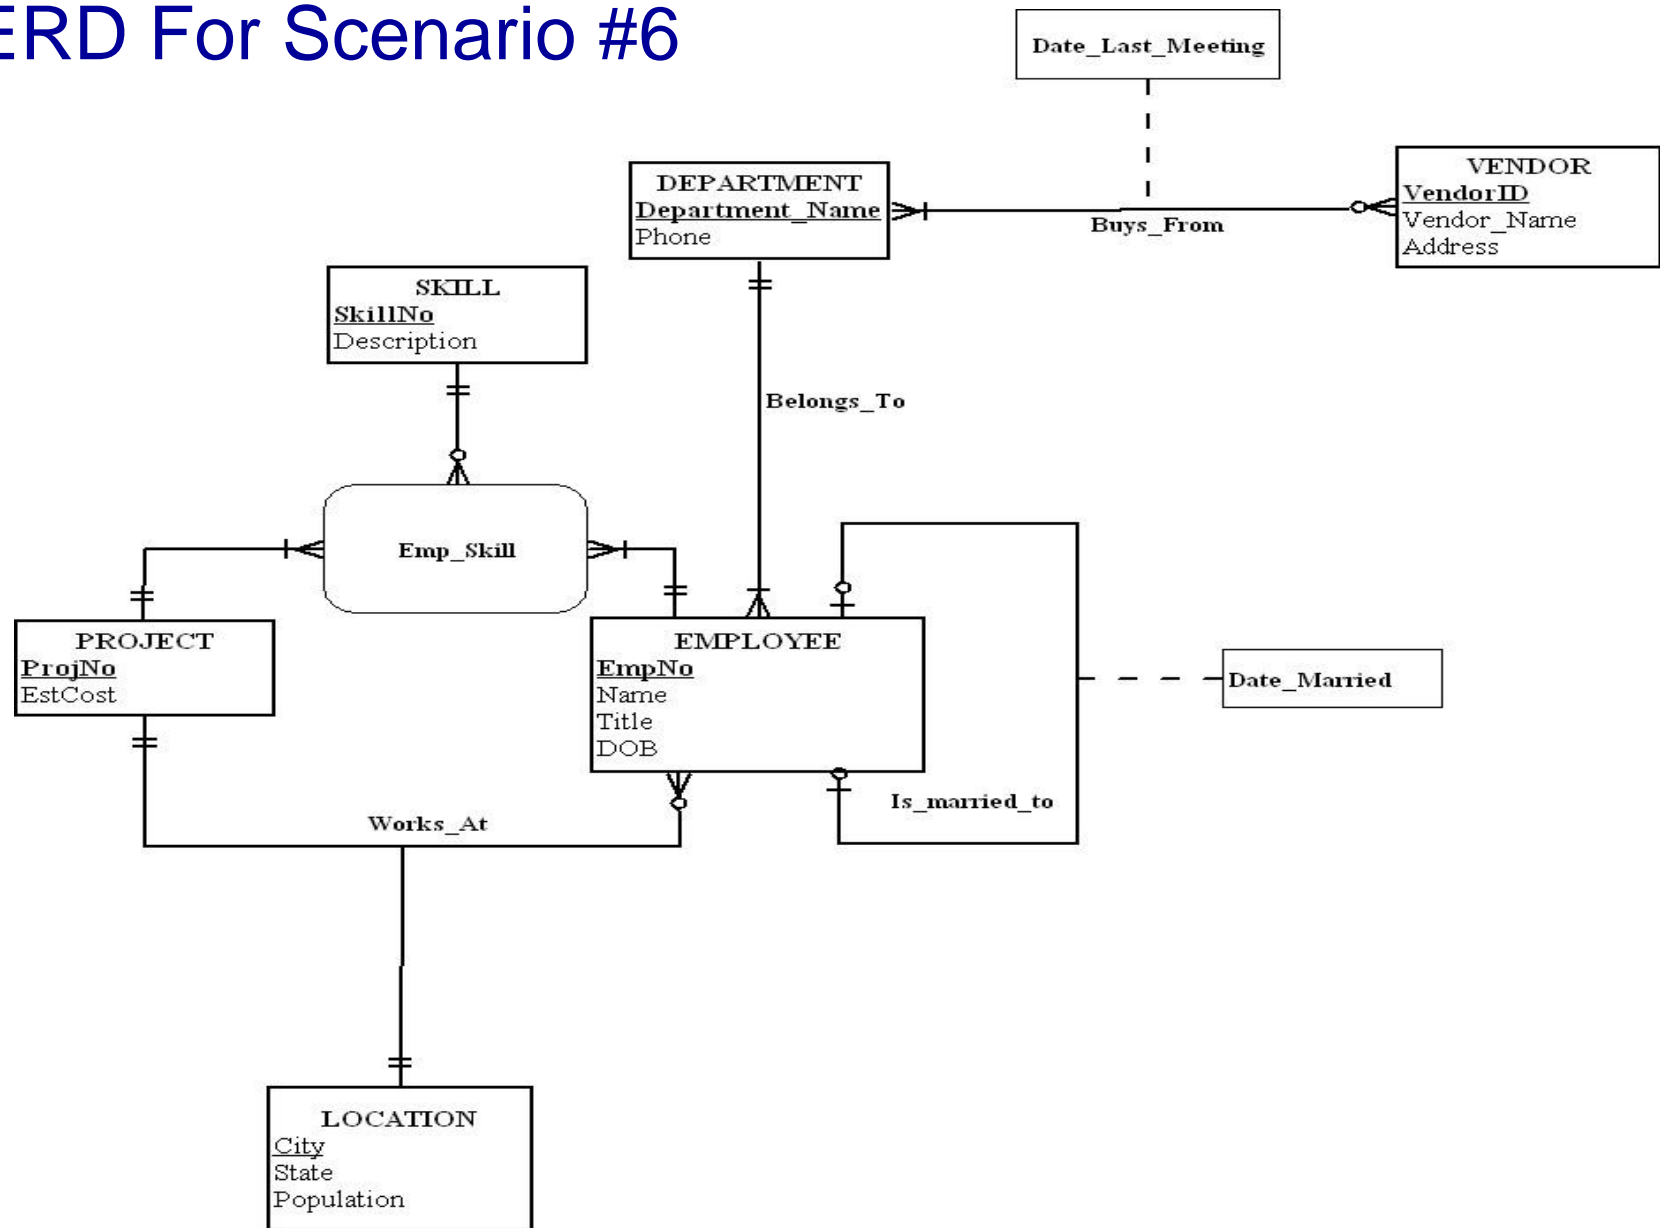 ERD For Scenario #6
Date_Last_Meeting
DEPARTMENT
Department_Name
Phone
VENDOR
VendorID
Vendor_Name
Address
Buys_From
SKILL
SkillNo
Description
Belongs_To
Emp_Skill
PROJECT
ProjNo
EstCost
EMPLOYEE
EmpNo
Name
Title
DOB
Date_Married
Is_married_to
Works_At
LOCATION
City
State
Population